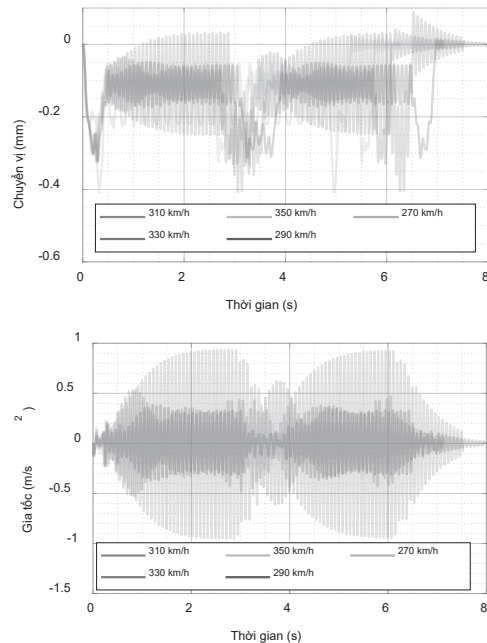 0
-0.2
-0.4
-0.6
Chuyển vị (mm)
310 km/h
350 km/h
270 km/h
330 km/h
290 km/h
0
2
4
6
8
Thời gian (s)
1
0.5
0
-0.5
-1
-1.5
Gia tốc (m/s2)
310 km/h
350 km/h
270 km/h
330 km/h
290 km/h
0
2
4
6
8
Thời gian (s)